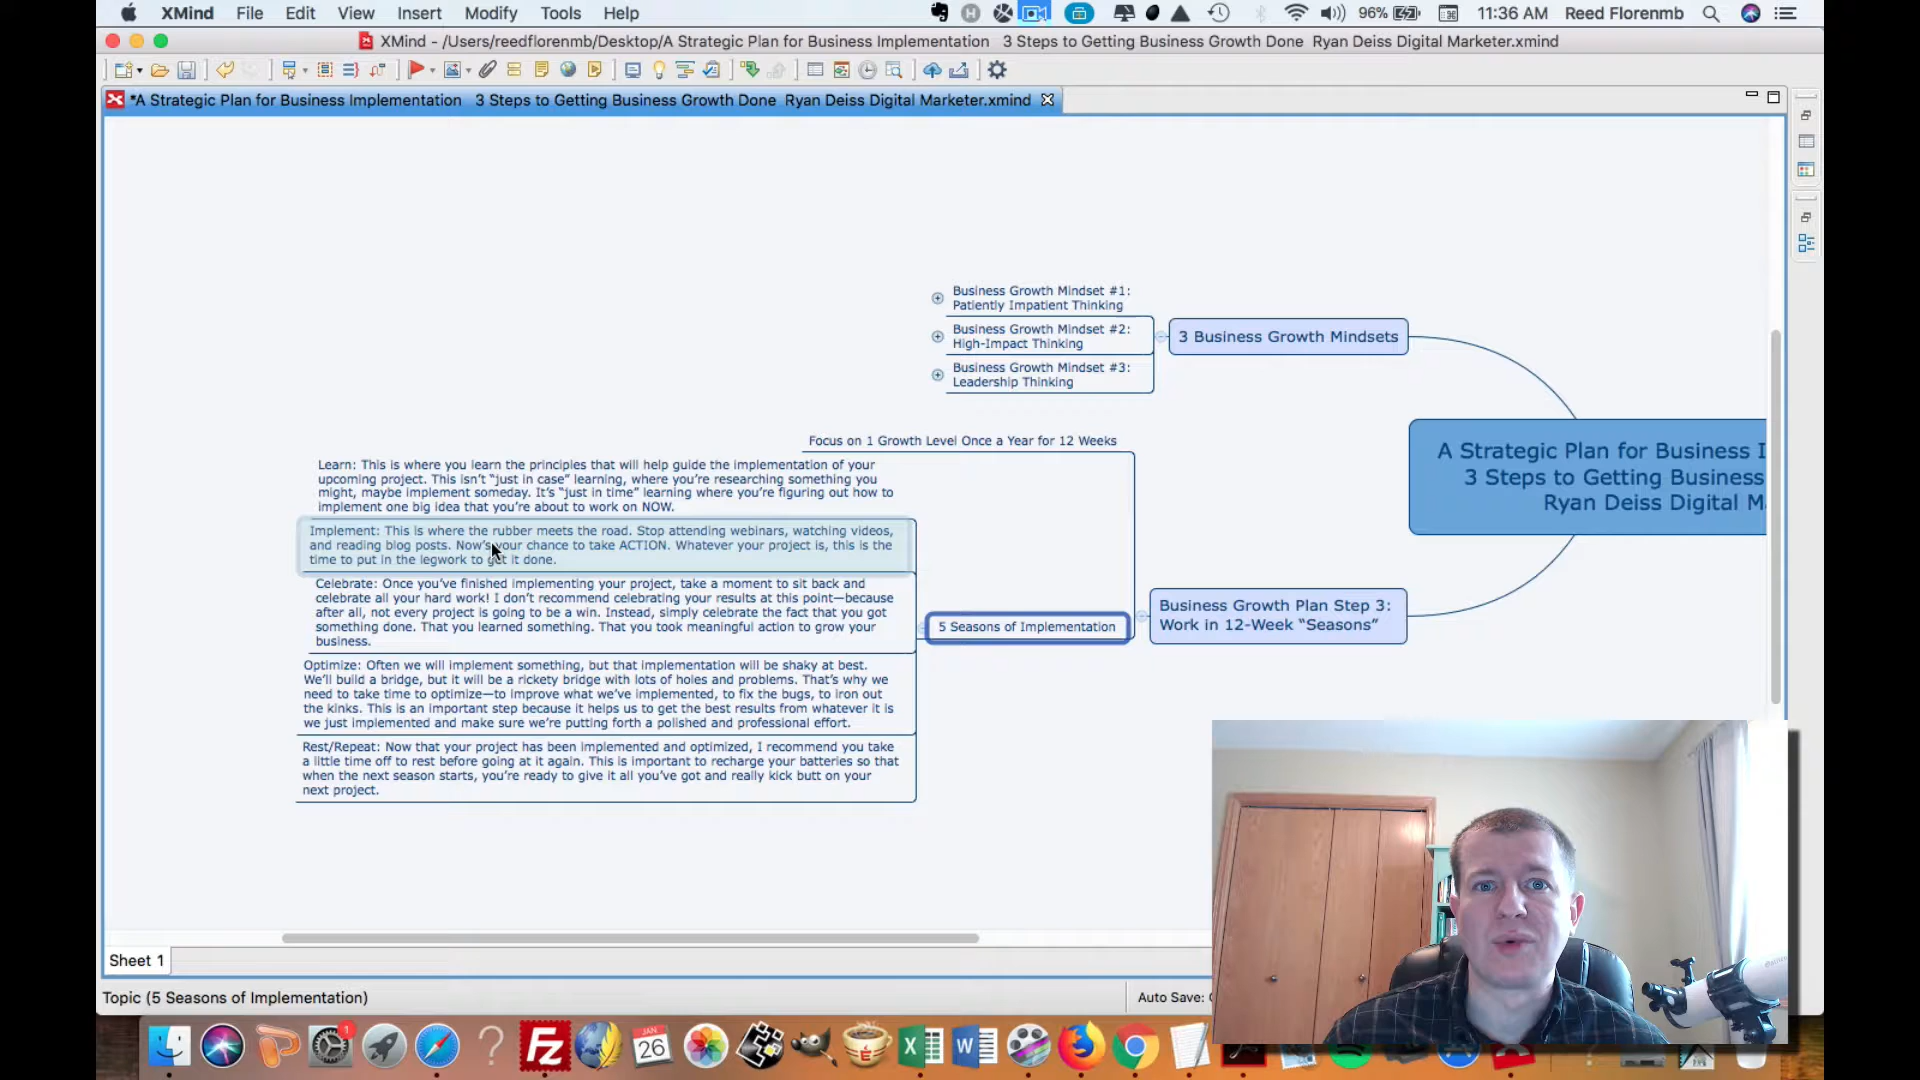 XMind File Edit View Insert Modify Tools Help 96% 11:36 AM Reed Florenmb
XMind - /Users/reedflorenmb/Desktop/A Strategic Plan for Business Implementation 3 Steps to Getting Business Growth Done Ryan Deiss Digital Marketer.xmind
*A Strategic Plan for Business Implementation 3 Steps to Getting Business Growth Done Ryan Deiss Digital Marketer.xmind
Business Growth Mindset #1:
Patiently Impatient Thinking
Business Growth Mindset #2:
High-Impact Thinking
Business Growth Mindset #3:
Leadership Thinking
3 Business Growth Mindsets
A Strategic Plan for Business I
3 Steps to Getting Business
Ryan Deiss Digital M
Focus on 1 Growth Level Once a Year for 12 Weeks
Learn: This is where you learn the principles that will help guide the implementation of your
upcoming project. This isn't “just in case” learning, where you're researching something you
might, maybe implement someday. It's “just in time” learning where you're figuring out how to
implement one big idea that you're about to work on NOW.
Implement: This is where the rubber meets the road. Stop attending webinars, watching videos,
and reading blog posts. Now's your chance to take ACTION. Whatever your project is, this is the
time to put in the legwork to get it done.
Celebrate: Once you've finished implementing your project, take a moment to sit back and
celebrate all your hard work! I don't recommend celebrating your results at this point—because
after all, not every project is going to be a win. Instead, simply celebrate the fact that you got
something done. That you learned something. That you took meaningful action to grow your
business.
Optimize: Often we will implement something, but that implementation will be shaky at best.
We'll build a bridge, but it will be a rickety bridge with lots of holes and problems. That's why we
need to take time to optimize—to improve what we've implemented, to fix the bugs, to iron out
the kinks. This is an important step because it helps us to get the best results from whatever it is
we just implemented and make sure we're putting forth a polished and professional effort.
Rest/Repeat: Now that your project has been implemented and optimized, I recommend you take
a little time off to rest before going at it again. This is important to recharge your batteries so that
when the next season starts, you're ready to give it all you've got and really kick butt on your
next project.
5 Seasons of Implementation
Business Growth Plan Step 3:
Work in 12-Week “Seasons”
Sheet 1
Topic (5 Seasons of Implementation)
Auto Save:
1
Fz
JAN
26
X
W